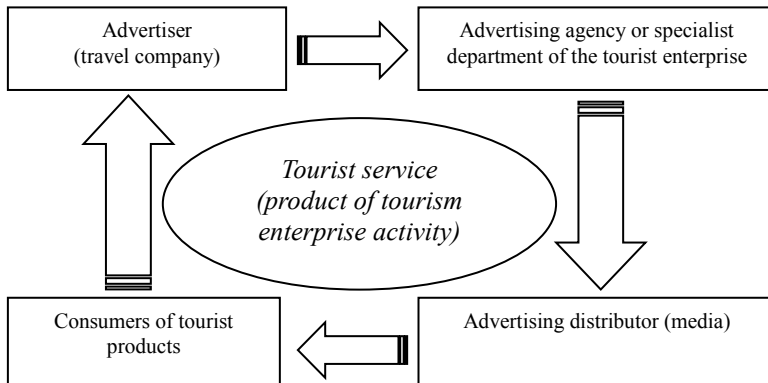 Advertiser
(travel company)
Advertising agency or specialist
department of the tourist enterprise
Tourist service
(product of tourism
enterprise activity)
Consumers of tourist
products
Advertising distributor (media)